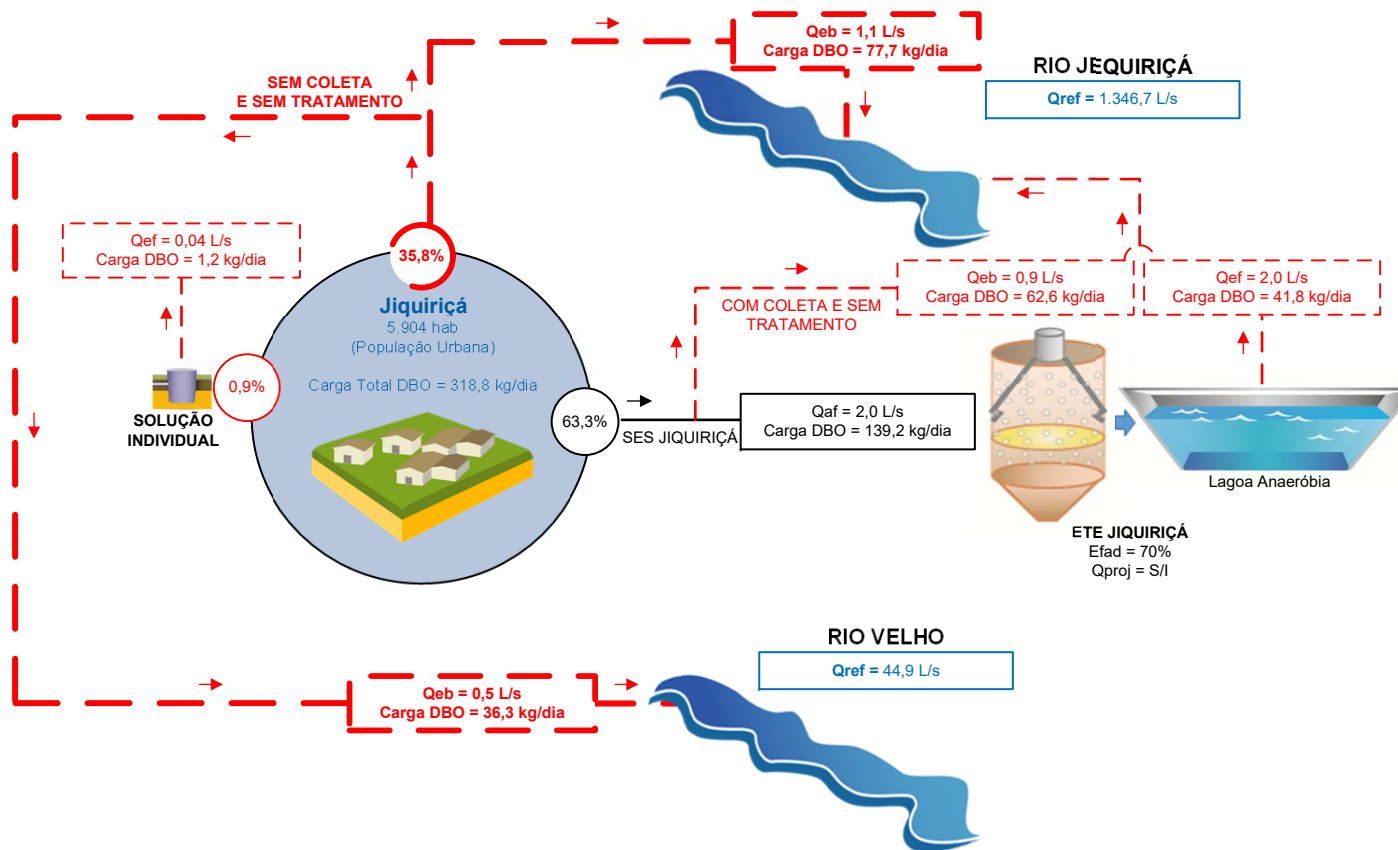 Qeb = 1,1 L/s
Carga DBO = 77,7 kg/dia
RIO JEQUIRIÇÁ
Qref = 1.346,7 L/s
SEM COLETA
E SEM TRATAMENTO
Qef = 0,04 L/s
Carga DBO = 1,2 kg/dia
35,8%
Jiquiriçá
5.904 hab
(População Urbana)
Carga Total DBO = 318,8 kg/dia
0,9%
SOLUÇÃO
INDIVIDUAL
63,3%
SES JIQUIRIÇÁ
COM COLETA E SEM
TRATAMENTO
Qeb = 0,9 L/s
Carga DBO = 62,6 kg/dia
Qef = 2,0 L/s
Carga DBO = 41,8 kg/dia
Qaf = 2,0 L/s
Carga DBO = 139,2 kg/dia
Lagoa Anaeróbia
ETE JIQUIRIÇÁ
Efad = 70%
Qproj = S/I
RIO VELHO
Qref = 44,9 L/s
Qeb = 0,5 L/s
Carga DBO = 36,3 kg/dia